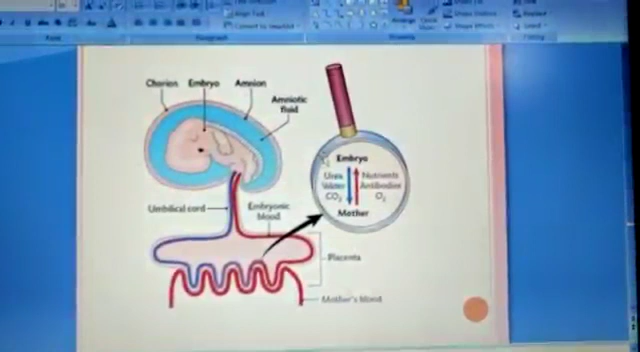 Chorion Embryo Amnion
Amniotic
fluid
Embryo
Urea
Water
CO2
Nutrients
Antibodies
O2
Mother
Umbilical cord
Embryonic
blood
Placenta
Mother's blood